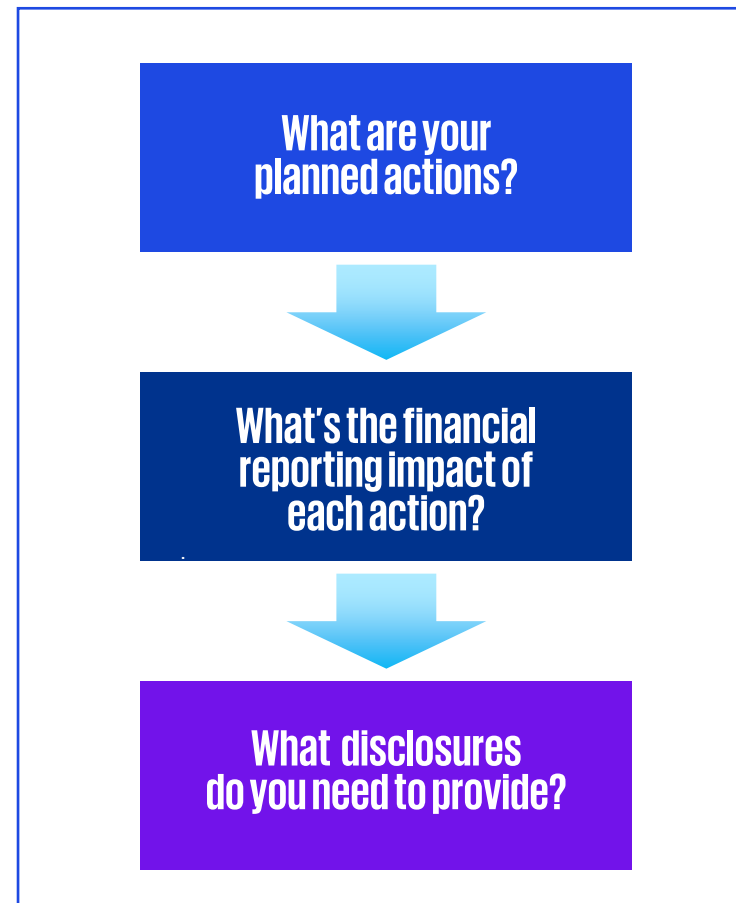 What are your
planned actions?
What's the financial
reporting impact of
each action?
What disclosures
do you need to provide?